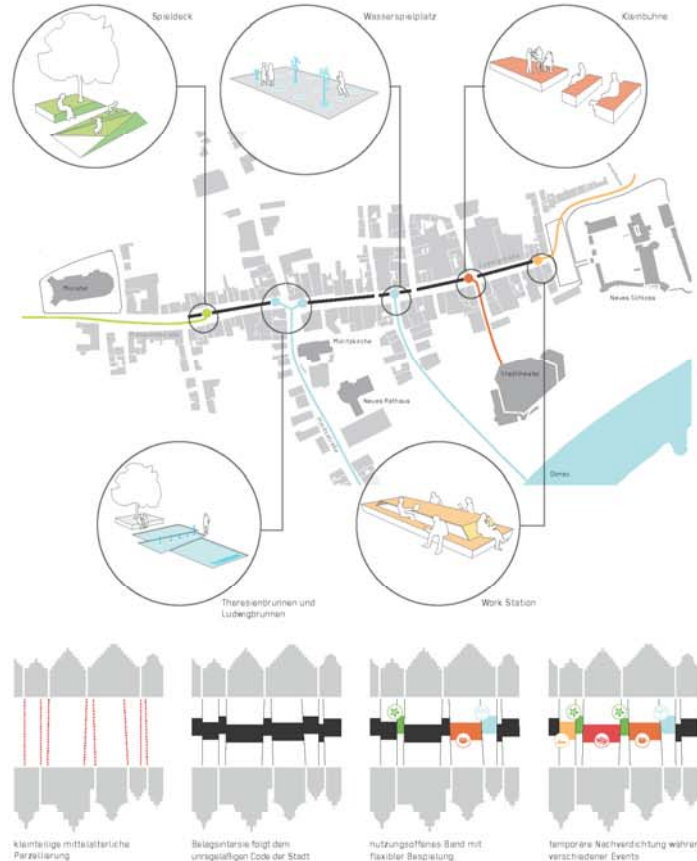 Spieldeck
Wasserspielplatz
Kleinbühne
Münster
Neues Schloss
Moritzkirche
Stadttheater
Neues Rathaus
Donau
Theresienbrunnen und
Ludwigbrunnen
Work Station
kleinteilige mittelalterliche
Parzellierung
Belagsintarsie folgt dem
unregelmäßigen Code der Stadt
nutzungsoffenes Band mit
flexibler Bespielung
temporäre Nachverdichtung währen
verschiedener Events